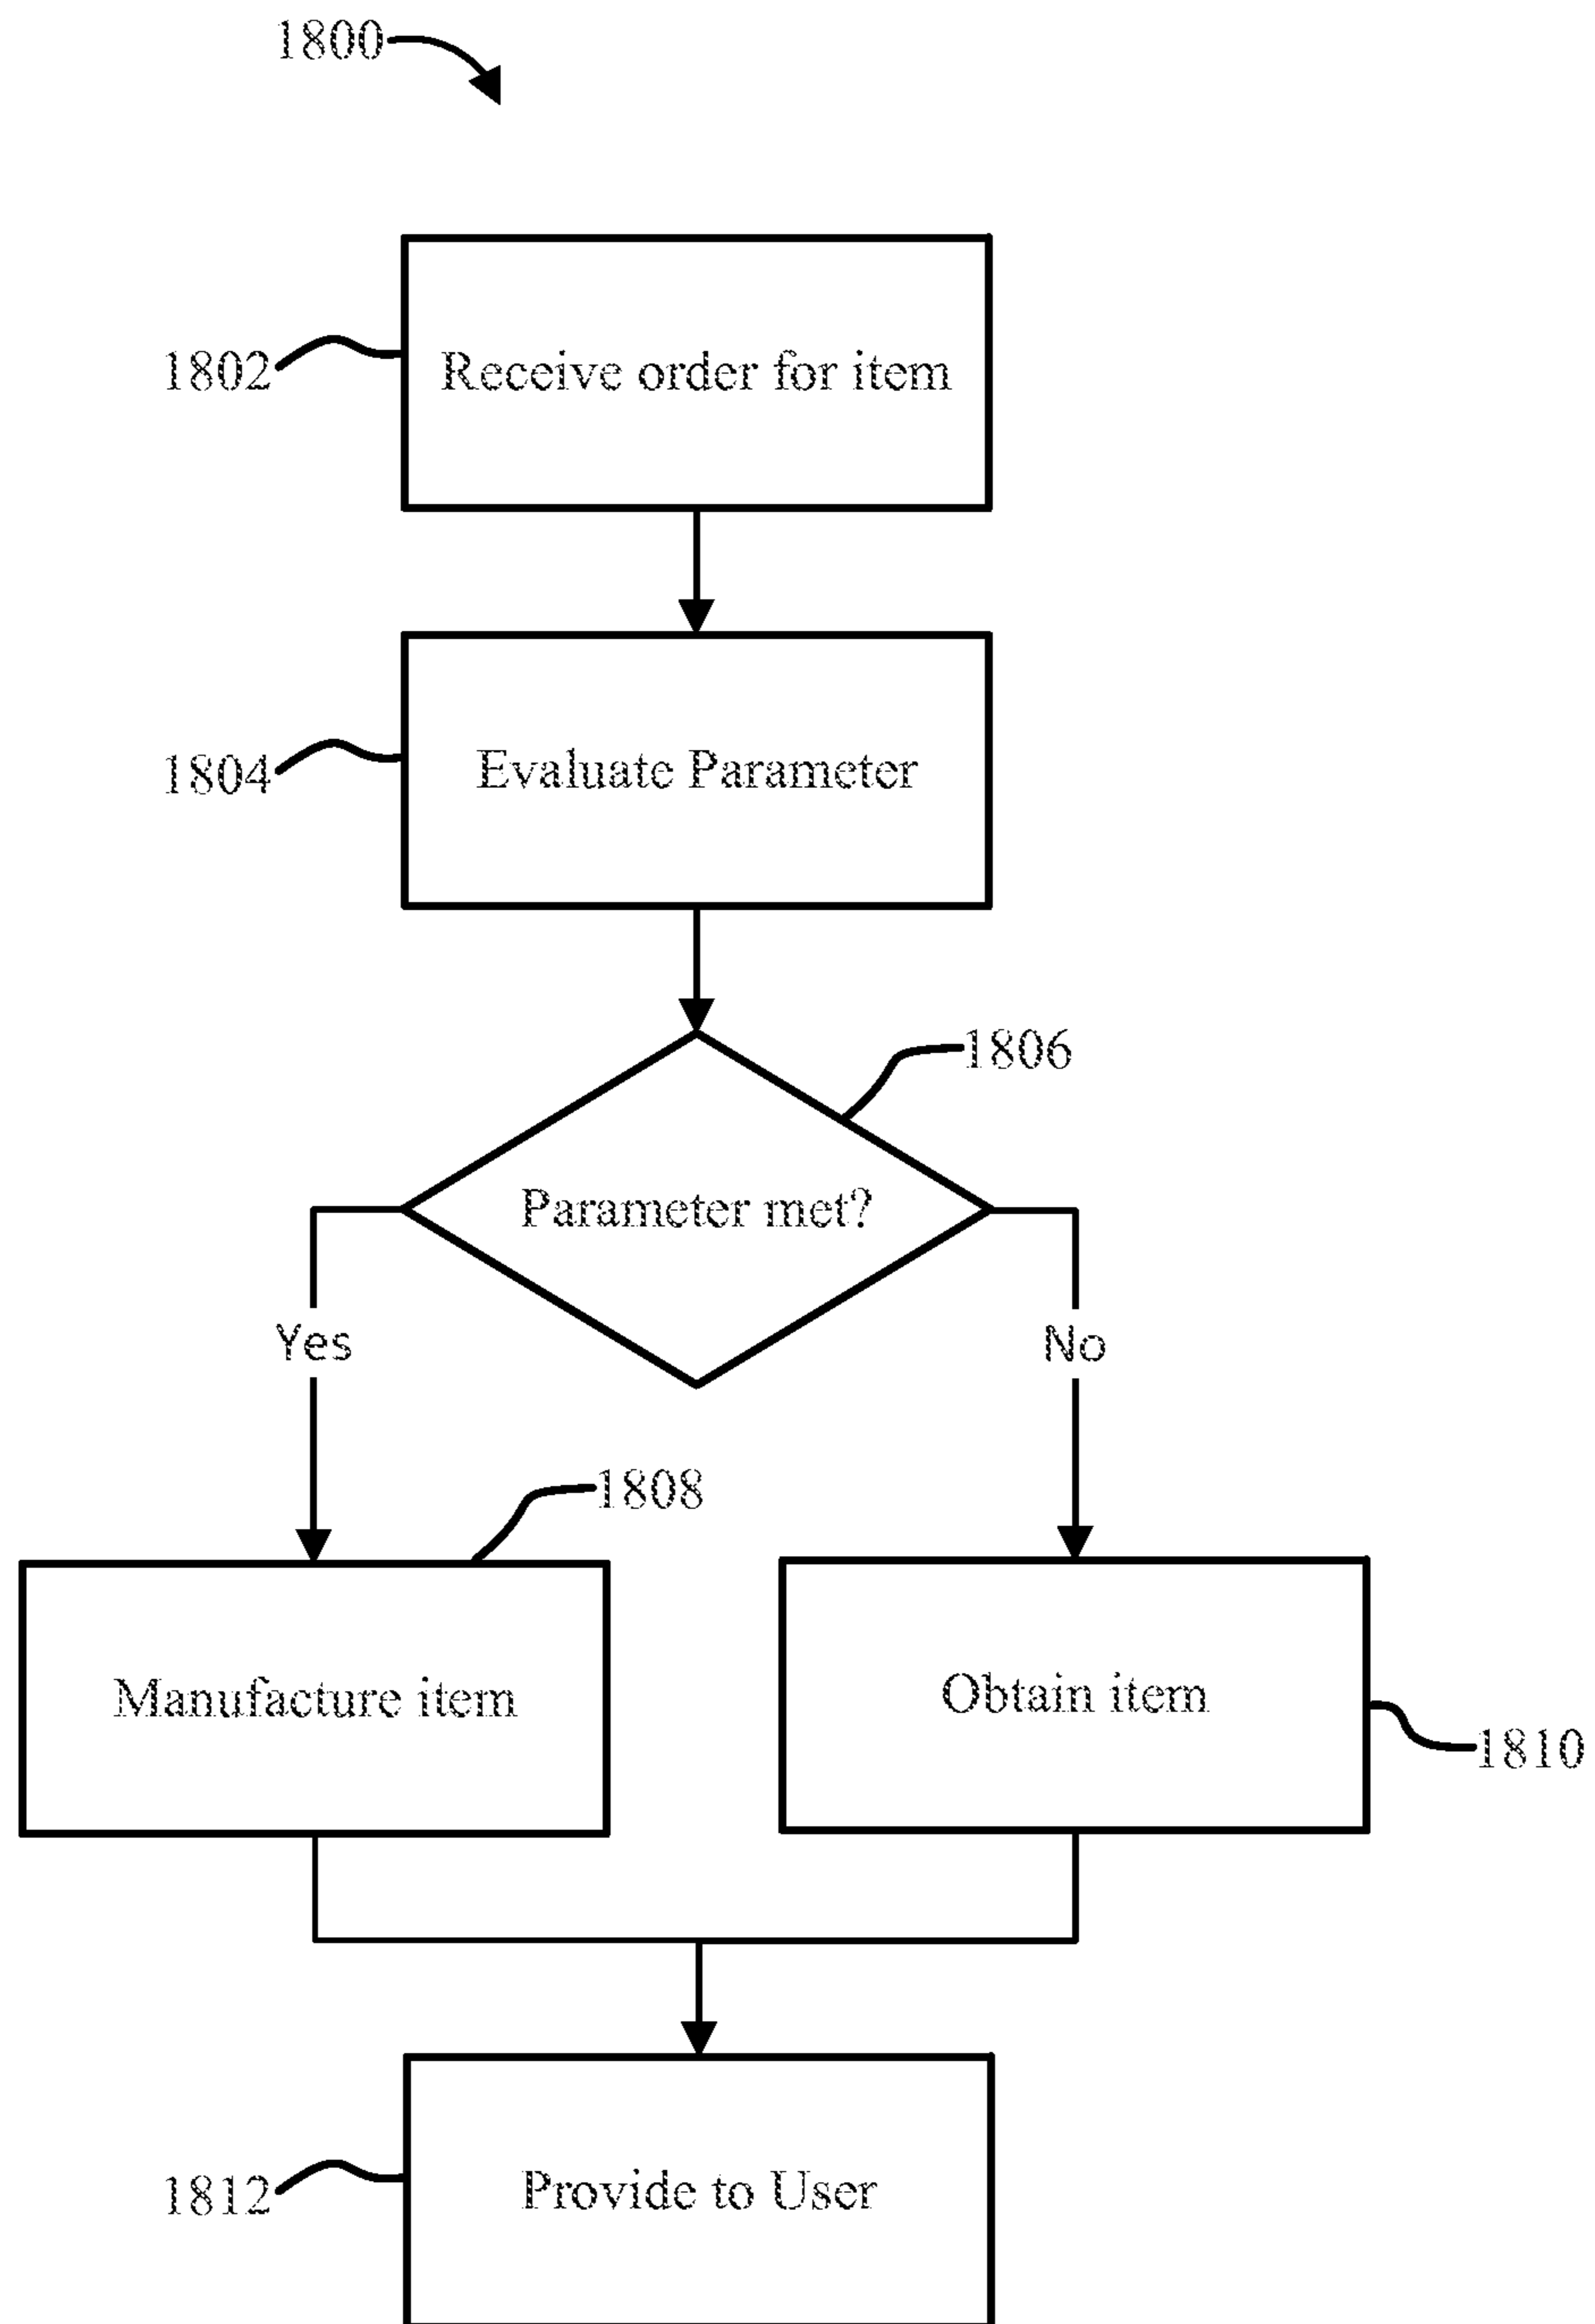 1800
1802
Receive order for item
1804
Evaluate Parameter
1806
Parameter met?
Yes
No
1808
Manufacture item
Obtain item
1810
1812
Provide to User